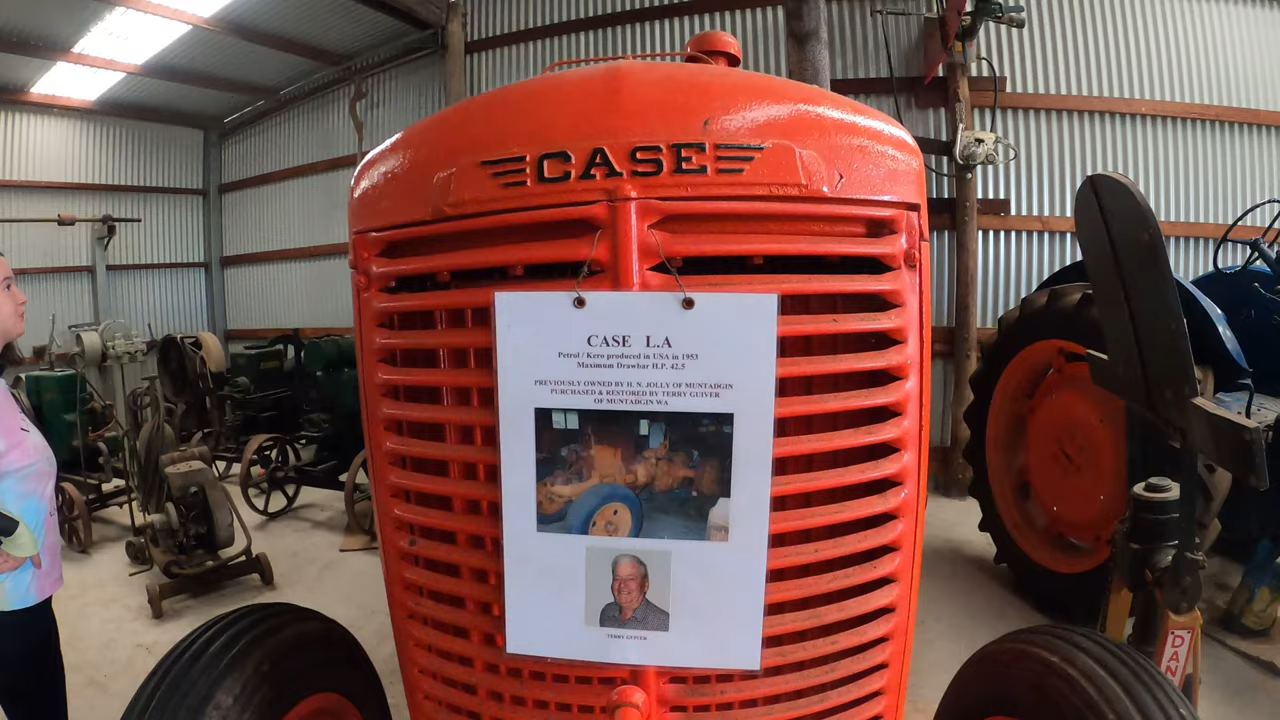 CASE
CASE L.A
Petrol / Kero produced in USA in 1953
Maximum Drawbar H.P. 42.5
PREVIOUSLY OWNED BY H. N. JOLLY OF MUNTADGIN
PURCHASED & RESTORED BY TERRY GUIVER
OF MUNTADGIN WA
TERRY GUIVER
DAN